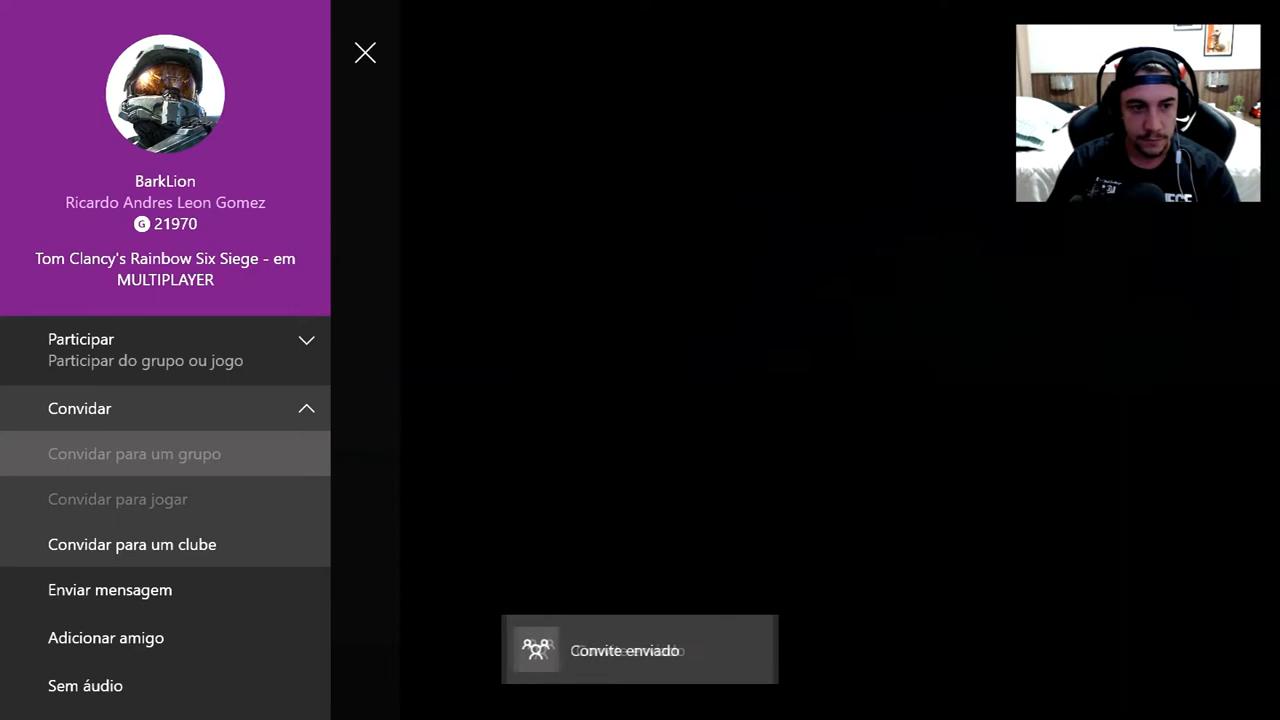 BarkLion
Ricardo Andres Leon Gomez
G 21970
Tom Clancy's Rainbow Six Siege - em
MULTIPLAYER
Participar
Participar do grupo ou jogo
Convidar
Convidar para um grupo
Convidar para jogar
Convidar para um clube
Enviar mensagem
Adicionar amigo
Sem áudio
Convite enviado